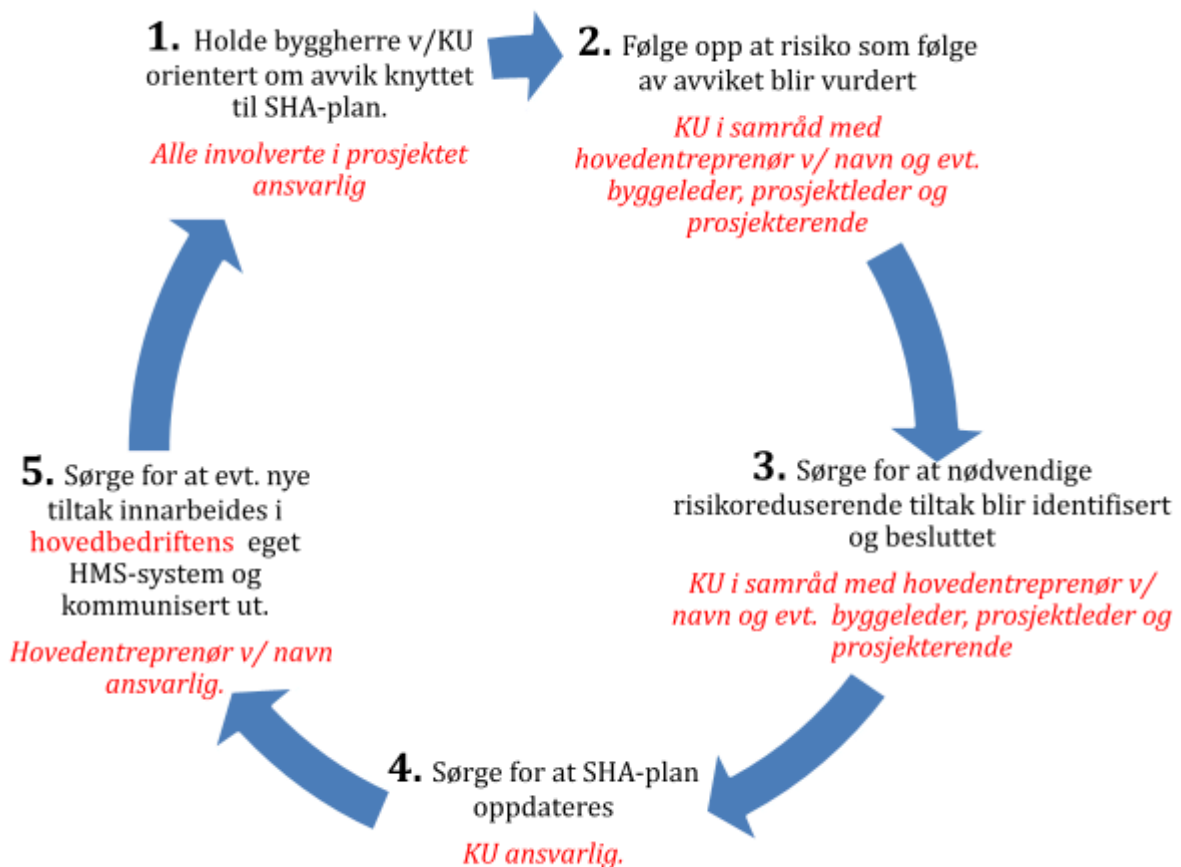 1. Holde byggherre v/KU
orientert om avvik knyttet
til SHA-plan.
Alle involverte i prosjektet
ansvarlig
2. Følge opp at risiko som følge
av avviket blir vurdert
KU i samråd med
hovedentreprenør v/ navn og evt.
byggeleder, prosjektleder og
prosjekterende
3. Sørge for at nødvendige
risikoreduserende tiltak blir identifisert
og besluttet
KU i samråd med hovedentreprenør v/
navn og evt. byggeleder, prosjektleder og
prosjekterende
4. Sørge for at SHA-plan
oppdateres
KU ansvarlig.
5. Sørge for at evt. nye
tiltak innarbeides i
hovedbedriftens eget
HMS-system og
kommunisert ut.
Hovedentreprenør v/ navn
ansvarlig.